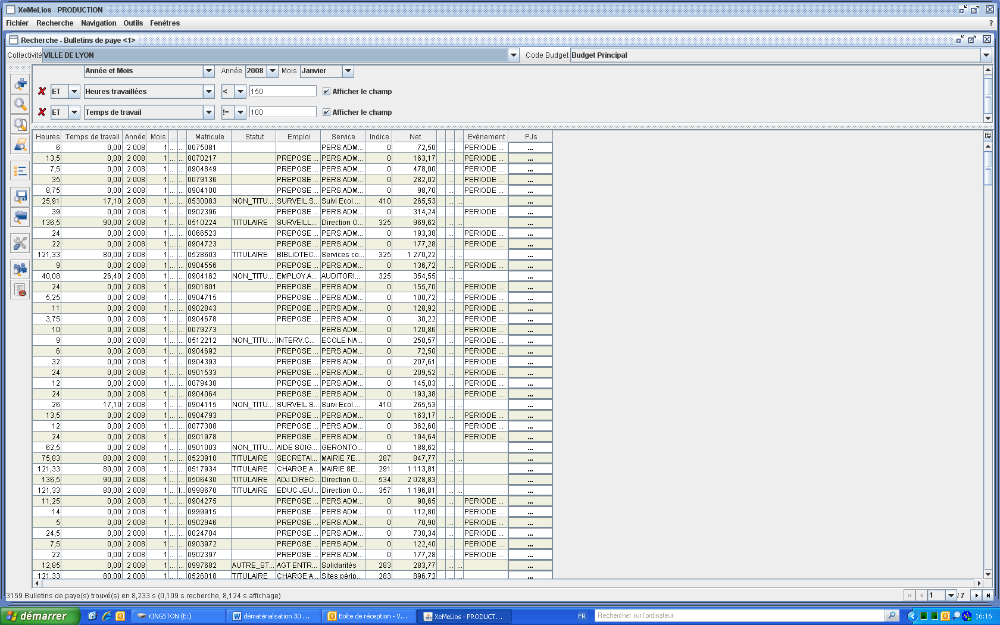 XeMeLios - PRODUCTION
Fichier Recherche Navigation Outils Fenêtres ?
Recherche - Bulletins de paye <1>
Collectivité VILLE DE LYON Code Budget Budget Principal
Année et Mois Année 2008 Mois Janvier
ET Heures travaillées < 150 Afficher le champ
ET Temps de travail != 100 Afficher le champ
Heures Temps de travail Année Mois ... ... Matricule Statut Emploi Service Indice Net ... ... ... Evènement PJs
6 0,00 2 008 1 ... ... 0075081 PERS.ADM... 0 72,50 ... PERIODE ... ...
13,5 0,00 2 008 1 ... ... 0070217 PREPOSE ... PERS.ADM... 0 163,17 ... PERIODE ... ...
7,5 0,00 2 008 1 ... ... 0904849 PREPOSE ... PERS.ADM... 0 478,00 ... PERIODE ... ...
35 0,00 2 008 1 ... ... 0079136 PREPOSE ... PERS.ADM... 0 282,02 ... PERIODE ... ...
8,75 0,00 2 008 1 ... ... 0904100 PREPOSE ... PERS.ADM... 0 98,70 ... PERIODE ... ...
25,91 17,10 2 008 1 ... ... 0530083 NON_TITU... SURVEIL.S... Suivi Ecol ... 410 265,53 ... ... ...
39 0,00 2 008 1 ... ... 0902396 PREPOSE ... PERS.ADM... 0 314,24 ... PERIODE ... ...
136,5 90,00 2 008 1 ... ... 0510224 TITULAIRE SURVEILL... Direction O... 325 969,62 ... ... ...
24 0,00 2 008 1 ... ... 0066523 PREPOSE ... PERS.ADM... 0 193,38 ... PERIODE ... ...
22 0,00 2 008 1 ... ... 0904723 PREPOSE ... PERS.ADM... 0 177,28 ... PERIODE ... ...
121,33 80,00 2 008 1 ... ... 0528603 TITULAIRE BIBLIOTEC... Services co... 325 1 270,22 ... ... ...
9 0,00 2 008 1 ... ... 0904556 PREPOSE ... PERS.ADM... 0 136,72 ... PERIODE ... ...
40,08 26,40 2 008 1 ... ... 0904162 NON_TITU... EMPLOY.A... AUDITORI... 325 354,55 ... ... ...
24 0,00 2 008 1 ... ... 0901801 PREPOSE ... PERS.ADM... 0 155,70 ... PERIODE ... ...
5,25 0,00 2 008 1 ... ... 0904715 PREPOSE ... PERS.ADM... 0 100,72 ... PERIODE ... ...
11 0,00 2 008 1 ... ... 0902843 PREPOSE ... PERS.ADM... 0 128,92 ... PERIODE ... ...
3,75 0,00 2 008 1 ... ... 0904678 PREPOSE ... PERS.ADM... 0 30,22 ... PERIODE ... ...
10 0,00 2 008 1 ... ... 0079273 PERS.ADM... 0 120,86 ... PERIODE ... ...
9 0,00 2 008 1 ... ... 0512212 NON_TITU... INTERV.C... ECOLE NA... 0 250,57 ... PERIODE ... ...
6 0,00 2 008 1 ... ... 0904692 PREPOSE ... PERS.ADM... 0 72,50 ... PERIODE ... ...
32 0,00 2 008 1 ... ... 0904393 PREPOSE ... PERS.ADM... 0 207,61 ... PERIODE ... ...
24 0,00 2 008 1 ... ... 0901533 PREPOSE ... PERS.ADM... 0 209,52 ... PERIODE ... ...
12 0,00 2 008 1 ... ... 0079438 PREPOSE ... PERS.ADM... 0 145,03 ... PERIODE ... ...
24 0,00 2 008 1 ... ... 0904064 PREPOSE ... PERS.ADM... 0 193,38 ... PERIODE ... ...
26 17,10 2 008 1 ... ... 0904115 NON_TITU... SURVEIL.S... Suivi Ecol ... 410 265,53 ... ... ...
13,5 0,00 2 008 1 ... ... 0904793 PREPOSE ... PERS.ADM... 0 163,17 ... PERIODE ... ...
12 0,00 2 008 1 ... ... 0077308 PREPOSE ... PERS.ADM... 0 362,60 ... PERIODE ... ...
24 0,00 2 008 1 ... ... 0901978 PREPOSE ... PERS.ADM... 0 194,64 ... PERIODE ... ...
62,5 0,00 2 008 1 ... ... 0901003 NON_TITU... AIDE SOIG... GERONTO... 0 188,62 ... ...
75,83 80,00 2 008 1 ... ... 0523910 TITULAIRE SECRETAI... MAIRIE 7E... 287 847,77 ... ... ...
121,33 80,00 2 008 1 ... ... 0517934 TITULAIRE CHARGE A... MAIRIE 8E... 291 1 113,81 ... ... ...
136,5 90,00 2 008 1 ... ... 0506430 TITULAIRE ADJ.DIREC... Direction O... 534 2 028,83 ... ... ...
121,33 80,00 2 008 1 ... I... 0998670 TITULAIRE EDUC JEU... Direction O... 357 1 196,81 ... ... ...
11,25 0,00 2 008 1 ... ... 0904275 PREPOSE ... PERS.ADM... 0 90,65 ... PERIODE ... ...
14 0,00 2 008 1 ... ... 0999915 PREPOSE ... PERS.ADM... 0 112,80 ... PERIODE ... ...
5 0,00 2 008 1 ... ... 0902946 PREPOSE ... PERS.ADM... 0 70,90 ... PERIODE ... ...
24,5 0,00 2 008 1 ... ... 0024704 PREPOSE ... PERS.ADM... 0 730,34 ... PERIODE ... ...
7,5 0,00 2 008 1 ... ... 0903972 PREPOSE ... PERS.ADM... 0 122,40 ... PERIODE ... ...
22 0,00 2 008 1 ... ... 0902397 PREPOSE ... PERS.ADM... 0 177,28 ... PERIODE ... ...
12,85 0,00 2 008 1 ... ... 0997682 AUTRE_ST... AGT ENTR... Solidarités 283 283,77 ... ... ...
121,33 80,00 2 008 1 ... ... 0526018 TITULAIRE CHARGE A... Sites périp... 283 896,72 ... ... ...
3159 Bulletins de paye(s) trouvé(s) en 8,233 s (0,109 s recherche, 8,124 s affichage) 1 /7
démarrer KINGSTON (E:) dématérialisation 30 ... Boîte de réception - V... XeMeLios - PRODUCT... FR Rechercher sur l'ordinateur 16:16